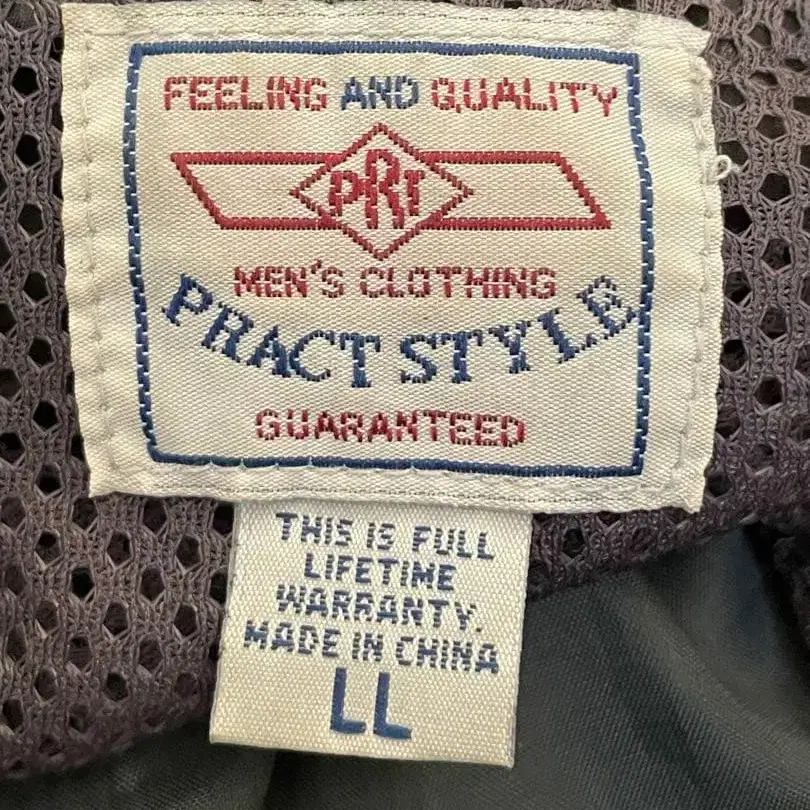 FEELING AND QUALITY
PRT
MEN'S CLOTHING
PRACT STYLE
GUARANTEED
THIS IS FULL
LIFETIME
WARRANTY.
MADE IN CHINA
LL